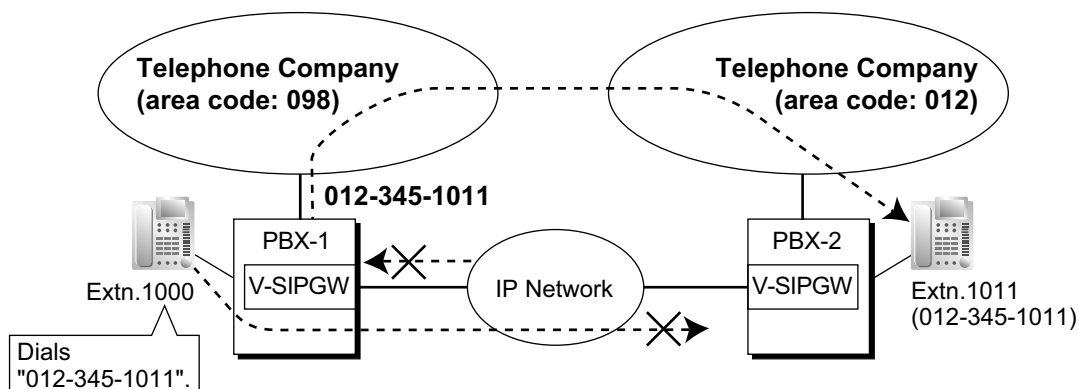 Telephone Company
(area code: 098)
Telephone Company
(area code: 012)
012-345-1011
PBX-1
V-SIPGW
IP Network
PBX-2
V-SIPGW
Extn.1000
Extn.1011
(012-345-1011)
Dials
"012-345-1011".